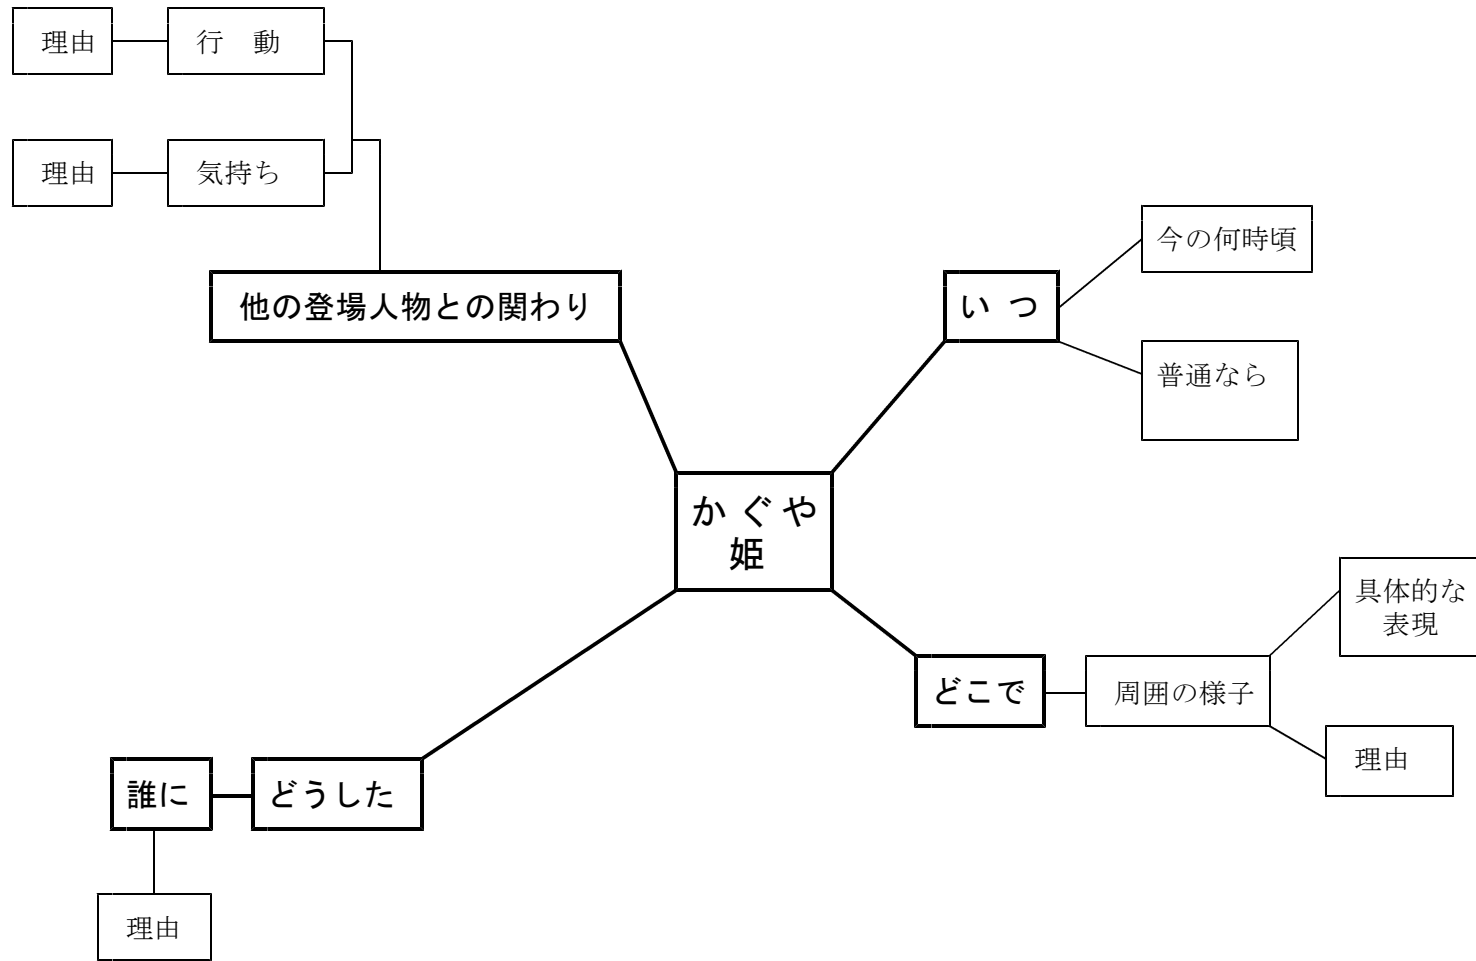 理由
行　動
理由
気持ち
他の登場人物との関わり
い つ
今の何時頃
普通なら
かぐや
姫
どこで
周囲の様子
具体的な
表現
理由
誰に
どうした
理由